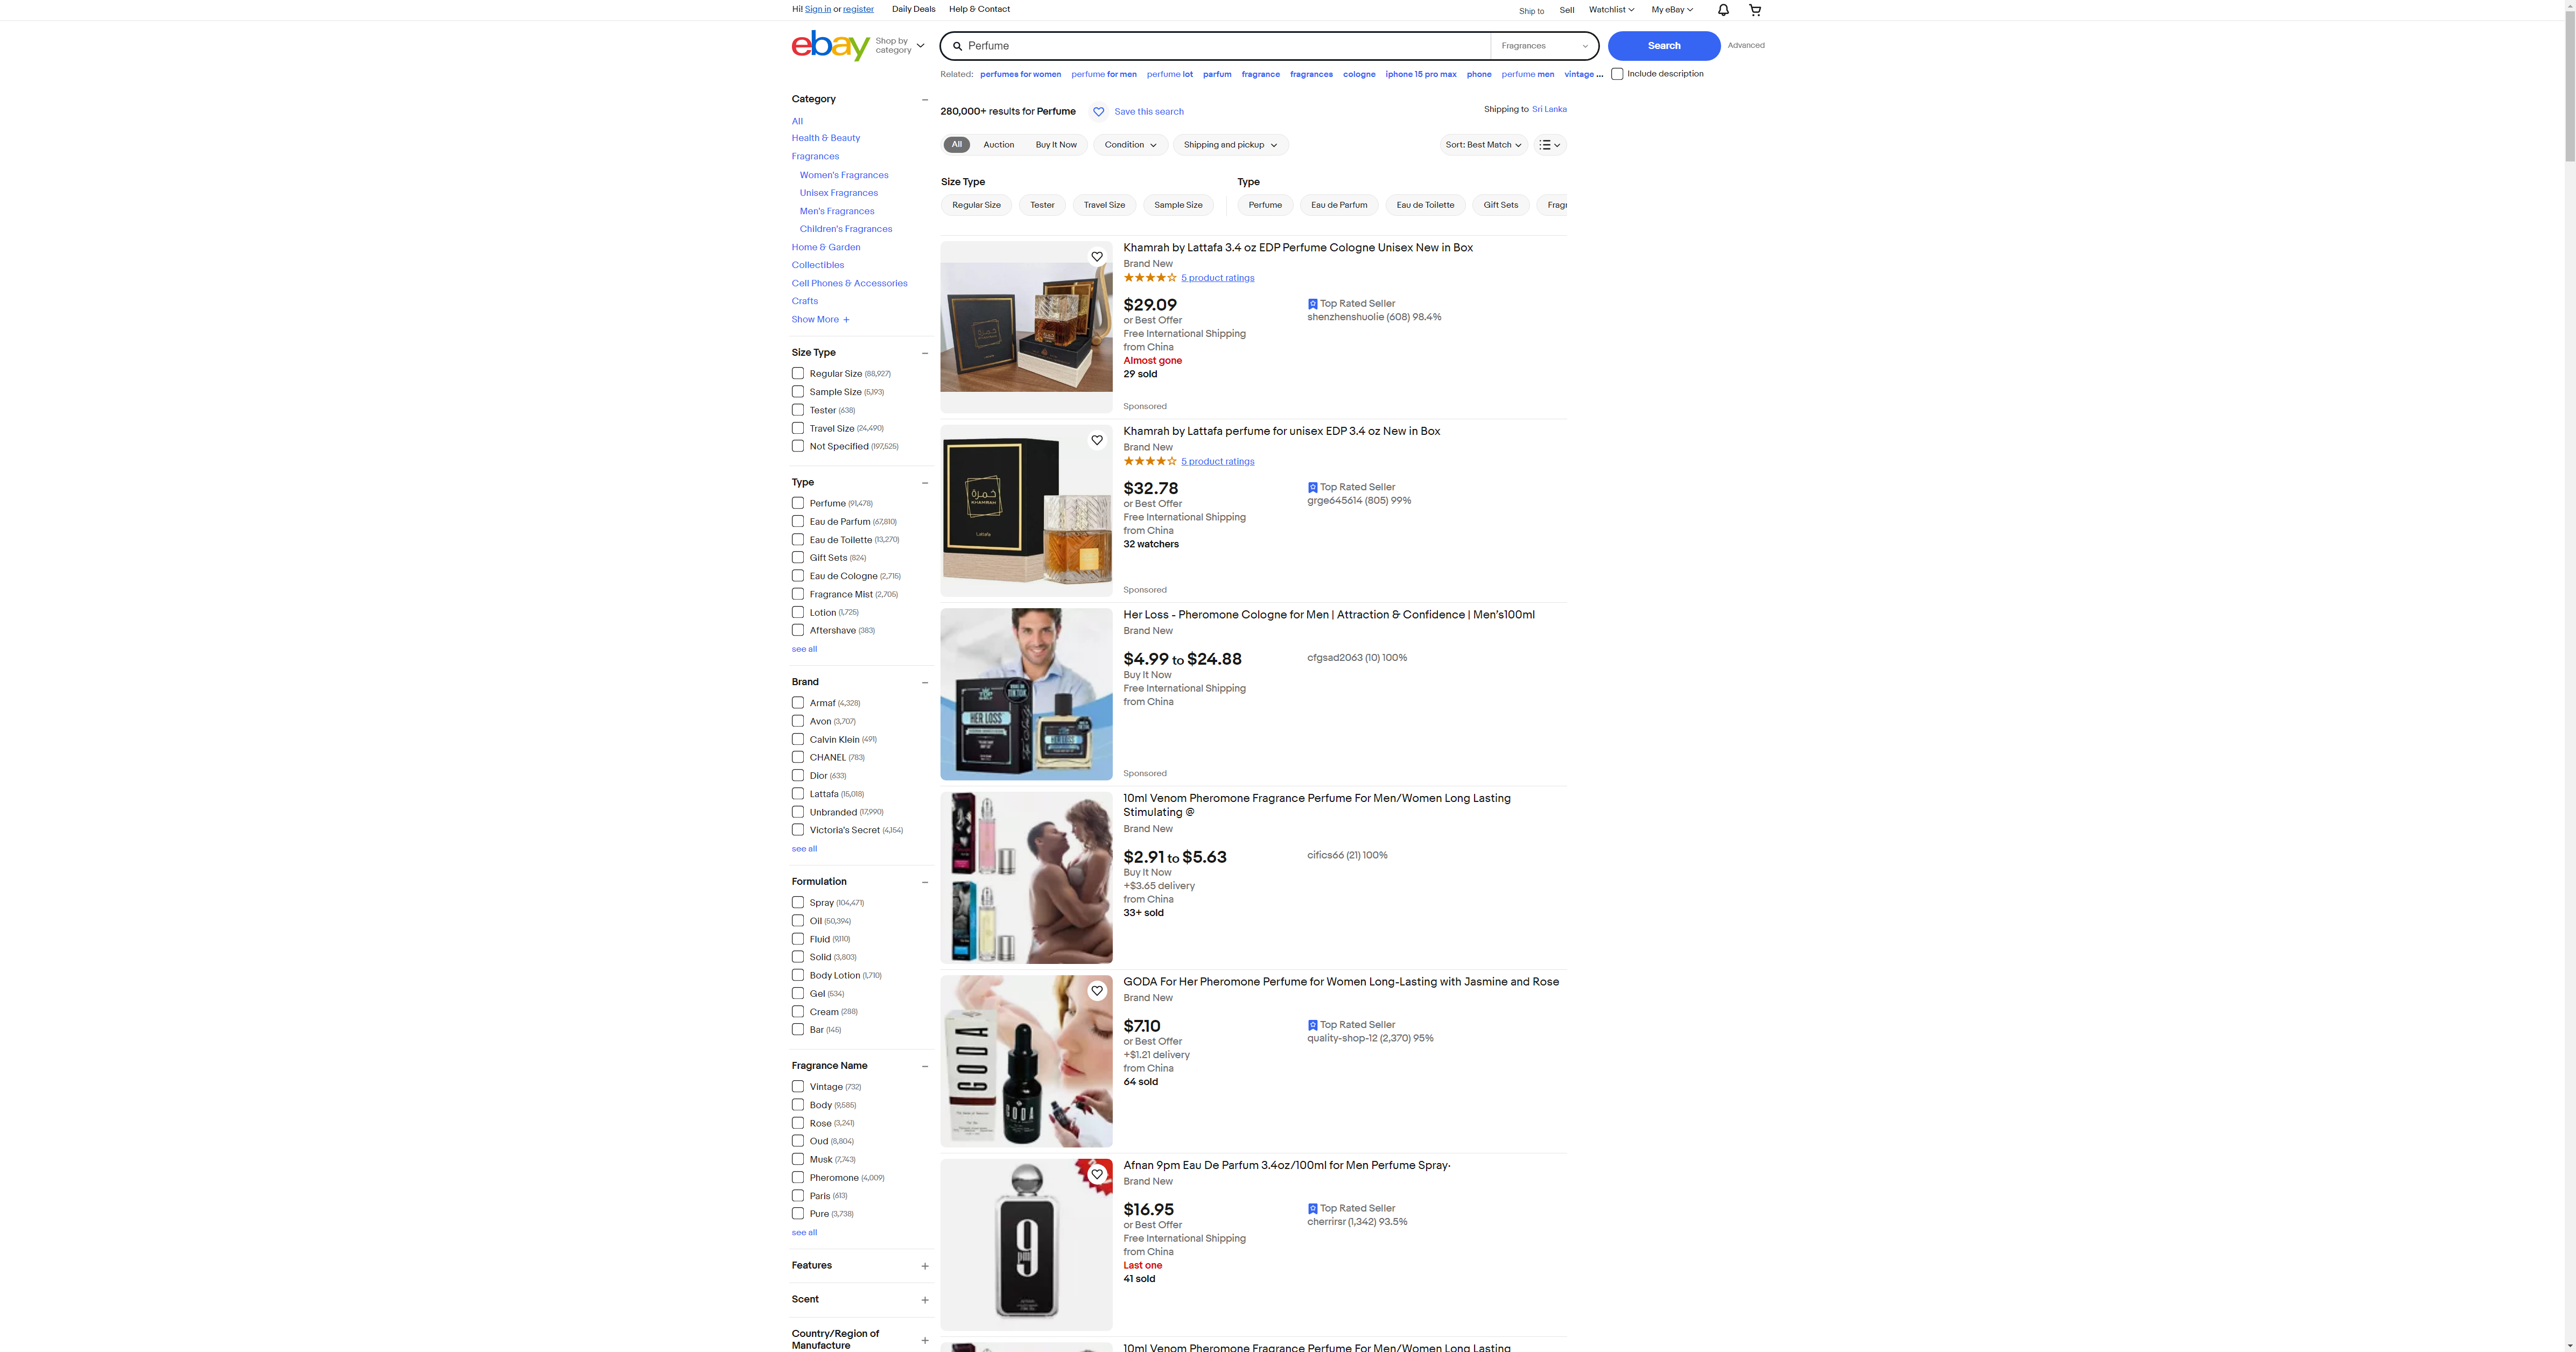 Hi! Sign in or register
Daily Deals
Help & Contact
Ship to
Sell
Watchlist
My eBay
ebay
Shop by
category
Perfume
Fragrances
Search
Advanced
Related: perfumes for women perfume for men perfume lot parfum fragrance fragrances cologne iphone 15 pro max phone perfume men vintage ...
Include description
Category
All
Health & Beauty
Fragrances
Women's Fragrances
Unisex Fragrances
Men's Fragrances
Children's Fragrances
Home & Garden
Collectibles
Cell Phones & Accessories
Crafts
Show More +
Size Type
Regular Size (88,927)
Sample Size (5,193)
Tester (638)
Travel Size (24,490)
Not Specified (197,525)
Type
Perfume (91,478)
Eau de Parfum (67,810)
Eau de Toilette (13,270)
Gift Sets (824)
Eau de Cologne (2,715)
Fragrance Mist (2,705)
Lotion (1,725)
Aftershave (383)
see all
Brand
Armaf (4,328)
Avon (3,707)
Calvin Klein (491)
CHANEL (783)
Dior (633)
Lattafa (15,018)
Unbranded (17,990)
Victoria's Secret (4,154)
see all
Formulation
Spray (104,471)
Oil (50,394)
Fluid (9,110)
Solid (3,803)
Body Lotion (1,710)
Gel (534)
Cream (288)
Bar (145)
Fragrance Name
Vintage (732)
Body (9,585)
Rose (3,241)
Oud (8,804)
Musk (7,743)
Pheromone (4,009)
Paris (613)
Pure (3,738)
see all
Features
Scent
Country/Region of
Manufacture
280,000+ results for Perfume
Save this search
Shipping to Sri Lanka
All
Auction
Buy It Now
Condition
Shipping and pickup
Sort: Best Match
Size Type
Regular Size
Tester
Travel Size
Sample Size
Type
Perfume
Eau de Parfum
Eau de Toilette
Gift Sets
Fragr
Khamrah by Lattafa 3.4 oz EDP Perfume Cologne Unisex New in Box
Brand New
5 product ratings
$29.09
or Best Offer
Free International Shipping
from China
Almost gone
29 sold
Top Rated Seller
shenzhenshuolie (608) 98.4%
Sponsored
خمرة
KHAMRAH
Lattafa
Khamrah by Lattafa perfume for unisex EDP 3.4 oz New in Box
Brand New
5 product ratings
$32.78
or Best Offer
Free International Shipping
from China
32 watchers
Top Rated Seller
grge645614 (805) 99%
Sponsored
HER LOSS
Her Loss - Pheromone Cologne for Men | Attraction & Confidence | Men's100ml
Brand New
$4.99 to $24.88
Buy It Now
Free International Shipping
from China
cfgsad2063 (10) 100%
Sponsored
10ml Venom Pheromone Fragrance Perfume For Men/Women Long Lasting
Stimulating @
Brand New
$2.91 to $5.63
Buy It Now
+$3.65 delivery
from China
33+ sold
cifics66 (21) 100%
GODA
GODA
GODA For Her Pheromone Perfume for Women Long-Lasting with Jasmine and Rose
Brand New
$7.10
or Best Offer
+$1.21 delivery
from China
64 sold
Top Rated Seller
quality-shop-12 (2,370) 95%
9
pm
Afnan 9pm Eau De Parfum 3.4oz/100ml for Men Perfume Spray·
Brand New
$16.95
or Best Offer
Free International Shipping
from China
Last one
41 sold
Top Rated Seller
cherrirsr (1,342) 93.5%
10ml Venom Pheromone Fragrance Perfume For Men/Women Long Lasting